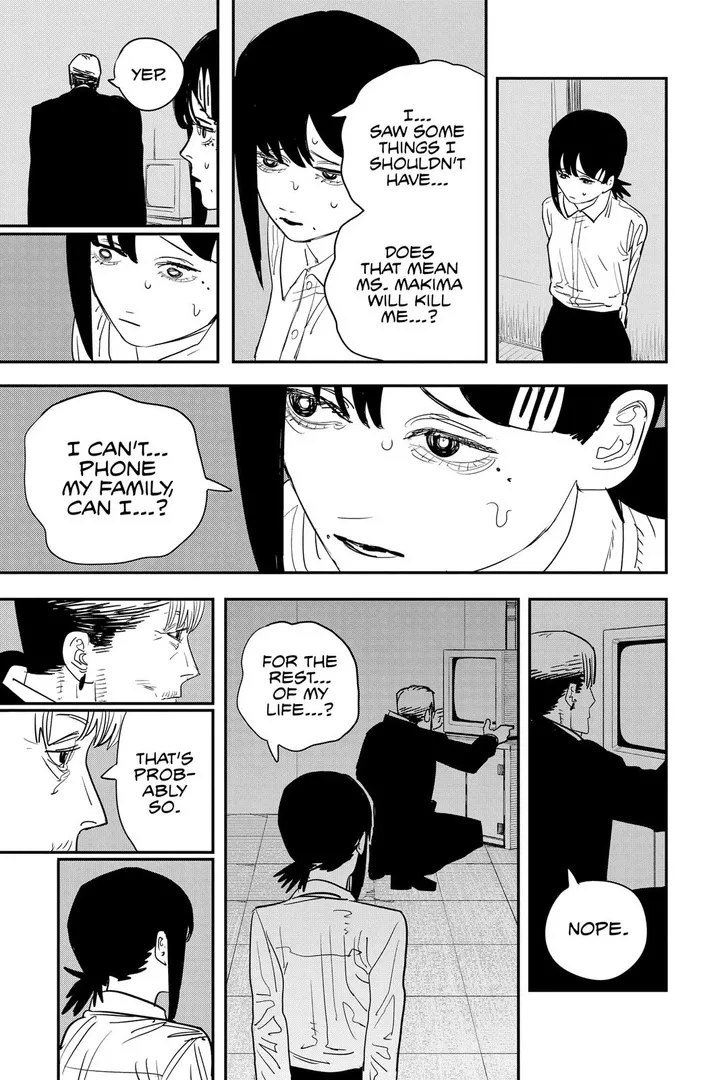 I...
SAW SOME
THINGS I
SHOULDN'T
HAVE...
DOES
THAT MEAN
MS. MAKIMA
WILL KILL
ME...?
YEP.
I CAN'T...
PHONE
MY FAMILY,
CAN I...?
NOPE.
FOR THE
REST...
OF MY
LIFE...?
THAT'S
PROB-
ABLY
SO.